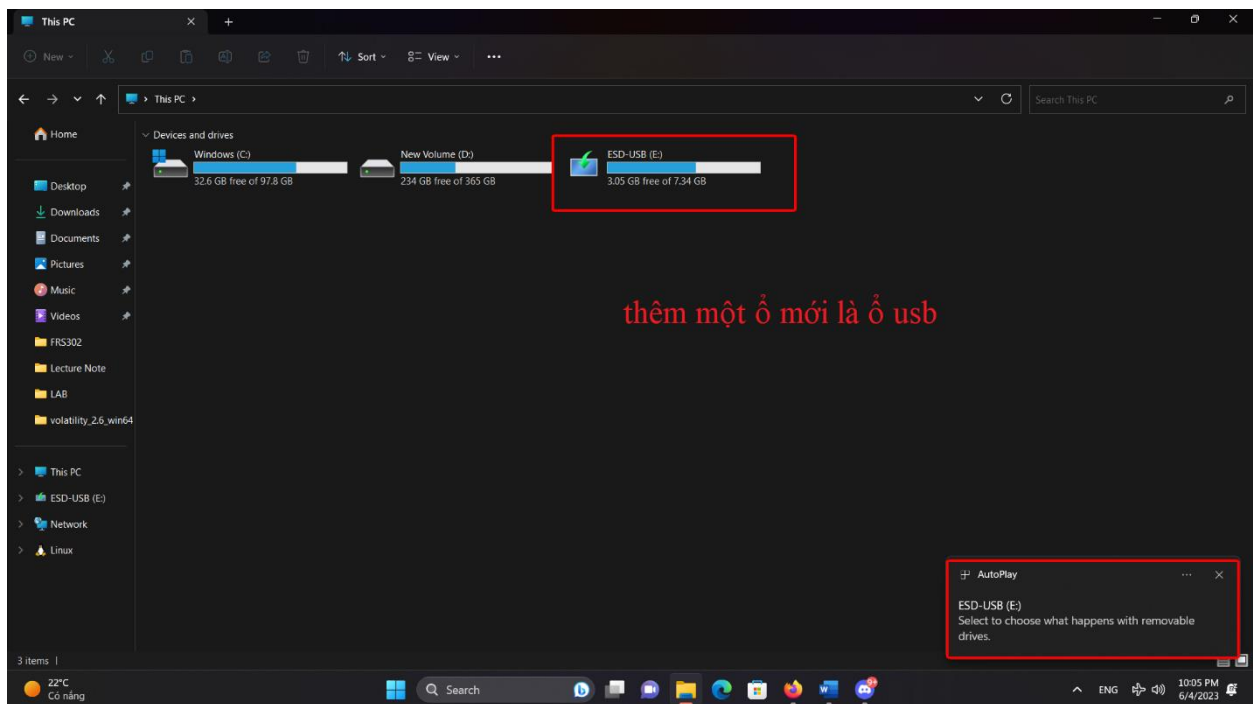 This PC
New
Sort
View
This PC
Search This PC
Home
Desktop
Downloads
Documents
Pictures
Music
Videos
FRS302
Lecture Note
LAB
volatility_2.6_win64
This PC
ESD-USB (E:)
Network
Linux
Devices and drives
Windows (C:)
32.6 GB free of 97.8 GB
New Volume (D:)
234 GB free of 365 GB
ESD-USB (E:)
3.05 GB free of 7.34 GB
thêm một ổ mới là ổ usb
AutoPlay
ESD-USB (E:)
Select to choose what happens with removable
drives.
3 items
22°C
Có nắng
Search
ENG
10:05 PM
6/4/2023